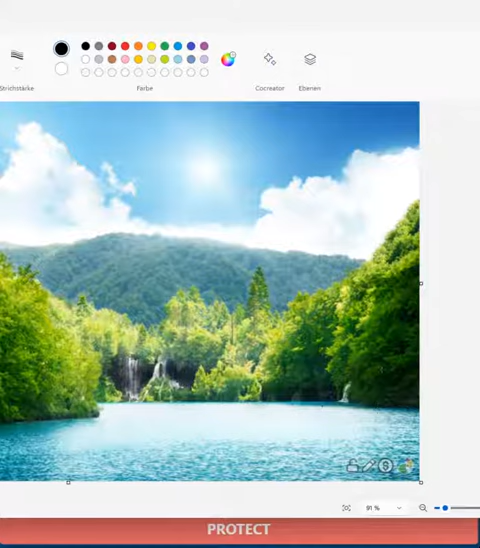 Strichstärke
Farbe
Cocreator
Ebenen
91 %
PROTECT